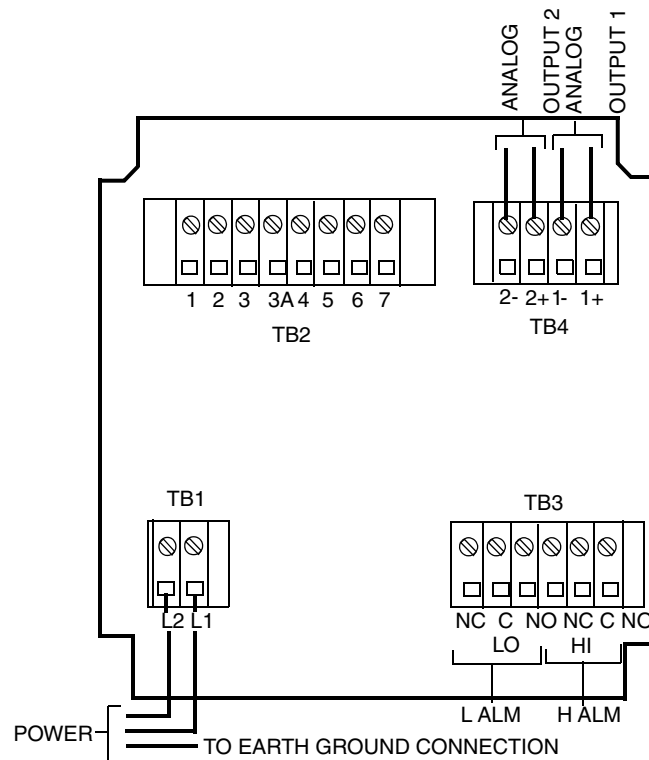 ANALOG
OUTPUT 2
ANALOG
OUTPUT 1
1 2 3 3A 4 5 6 7
TB2
2- 2+ 1- 1+
TB4
TB1
L2 L1
TB3
NC C NO NC C NO
LO HI
L ALM H ALM
POWER
TO EARTH GROUND CONNECTION